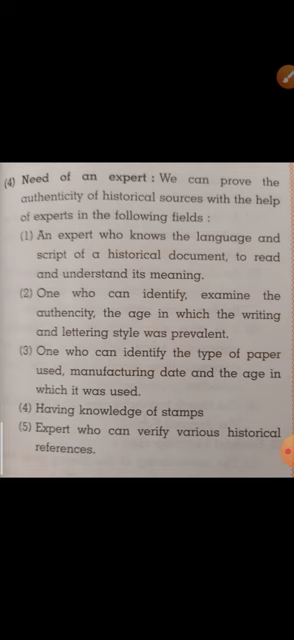 (4) Need of an expert : We can prove the
authenticity of historical sources with the help
of experts in the following fields :
(1) An expert who knows the language and
script of a historical document, to read
and understand its meaning.
(2) One who can identify, examine the
authencity, the age in which the writing
and lettering style was prevalent.
(3) One who can identify the type of paper
used, manufacturing date and the age in
which it was used.
(4) Having knowledge of stamps
(5) Expert who can verify various historical
references.